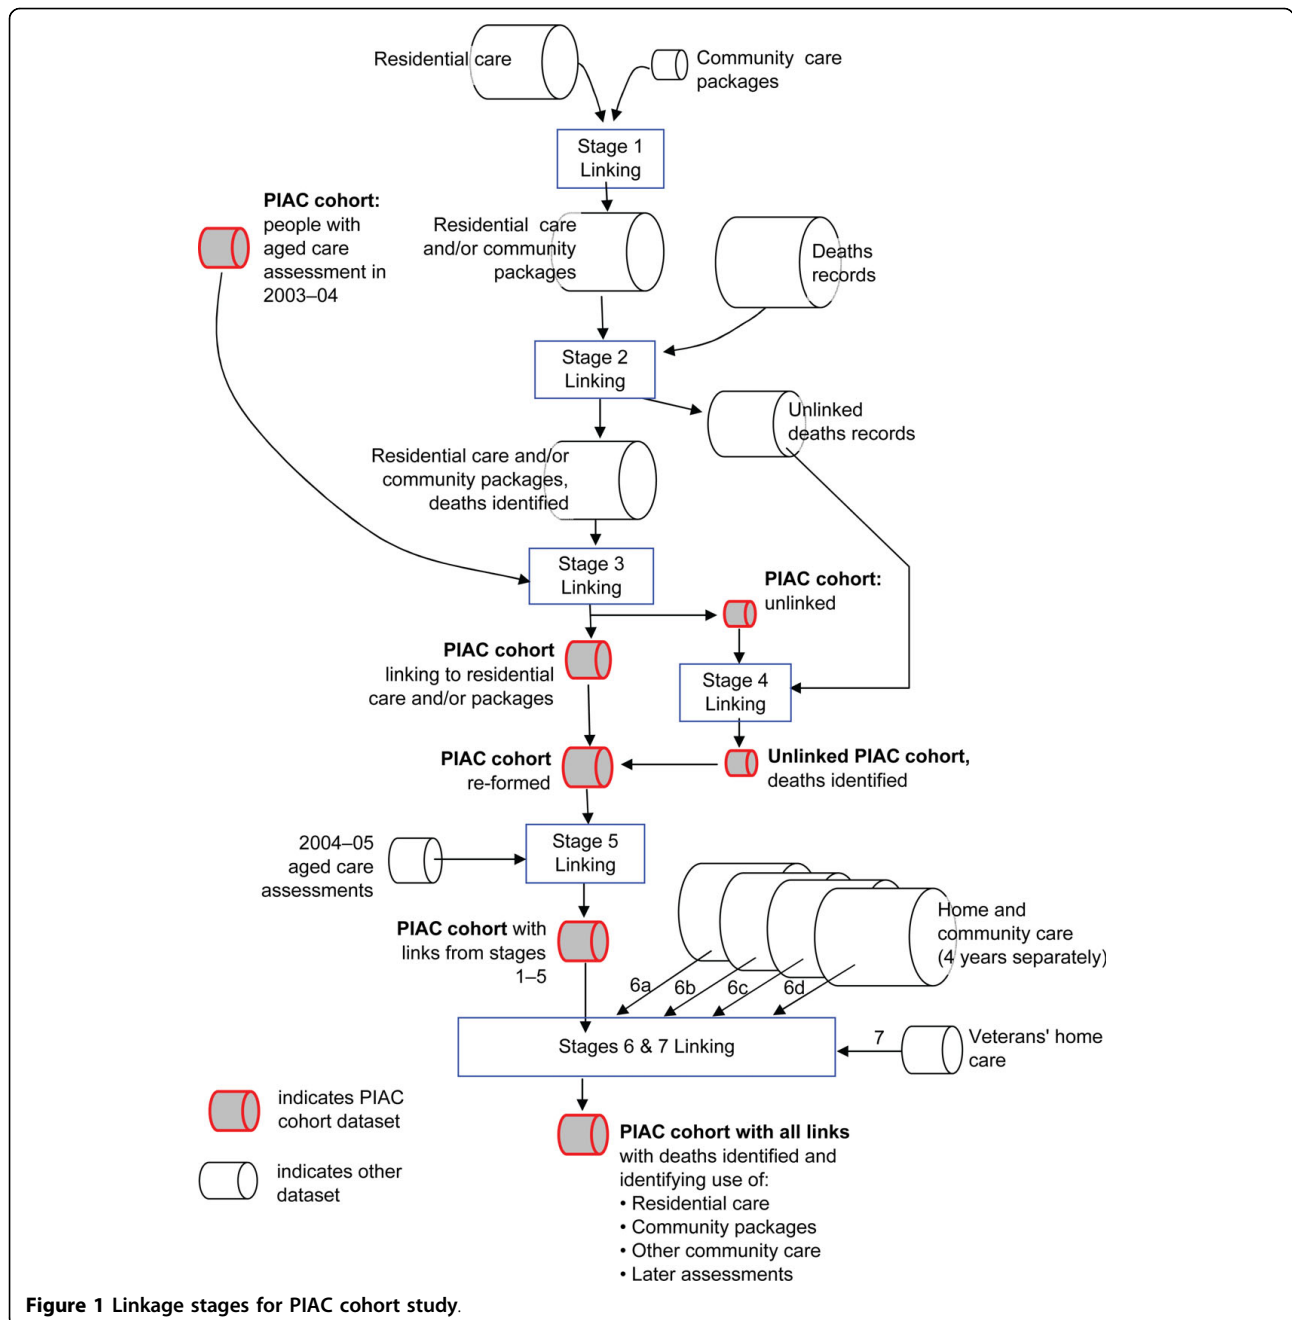 Residential care
Community care
packages
Stage 1
Linking
PIAC cohort:
people with
aged care
assessment in
2003–04
Residential care
and/or community
packages
Deaths
records
Stage 2
Linking
Unlinked
deaths records
Residential care and/or
community packages,
deaths identified
Stage 3
Linking
PIAC cohort:
unlinked
PIAC cohort
linking to residential
care and/or packages
Stage 4
Linking
PIAC cohort
re-formed
Unlinked PIAC cohort,
deaths identified
2004–05
aged care
assessments
Stage 5
Linking
PIAC cohort with
links from stages
1–5
Home and
community care
(4 years separately)
6a
6b
6c
6d
Stages 6 & 7 Linking
7
Veterans' home
care
indicates PIAC
cohort dataset
indicates other
dataset
PIAC cohort with all links
with deaths identified and
identifying use of:
• Residential care
• Community packages
• Other community care
• Later assessments
Figure 1 Linkage stages for PIAC cohort study.